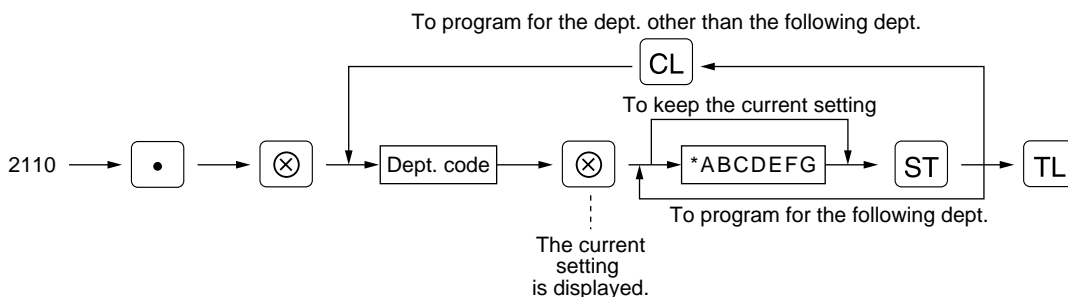 To program for the dept. other than the following dept.
CL
To keep the current setting
2110
•
⊗
Dept. code
⊗
*ABCDEFG
ST
TL
To program for the following dept.
The current
setting
is displayed.